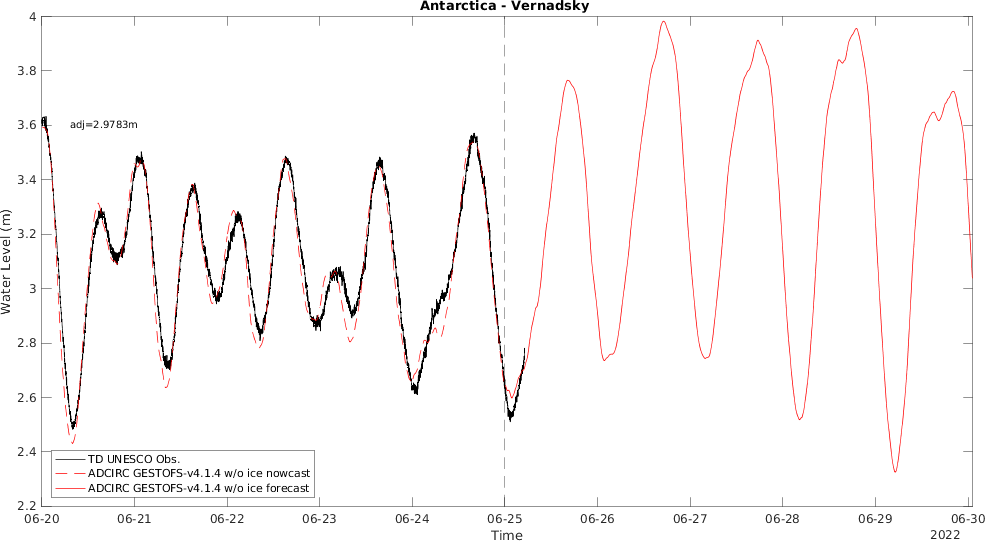 Antarctica - Vernadsky
Water Level (m)
4
3.8
3.6
3.4
3.2
3
2.8
2.6
2.4
2.2
adj=2.9783m
TD UNESCO Obs.
ADCIRC GESTOFS-v4.1.4 w/o ice nowcast
ADCIRC GESTOFS-v4.1.4 w/o ice forecast
06-20 06-21 06-22 06-23 06-24 06-25 06-26 06-27 06-28 06-29 06-30
Time
2022